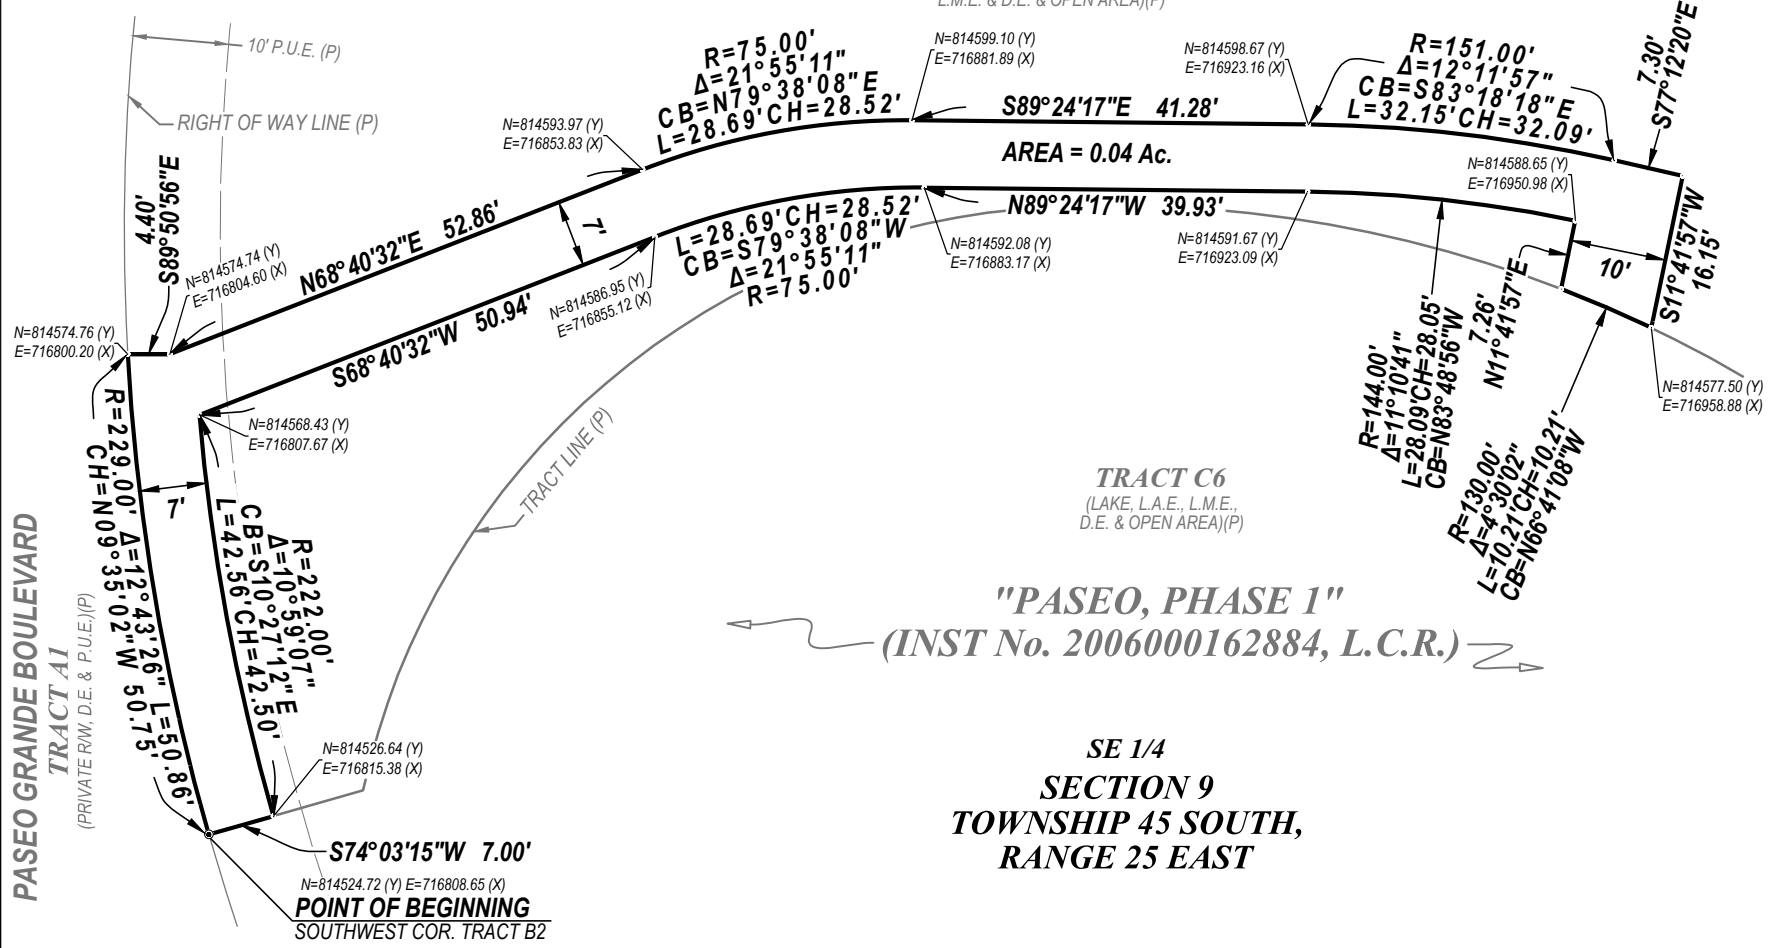 L.M.E. & D.E. & OPEN AREA)(P)
10' P.U.E. (P)
RIGHT OF WAY LINE (P)
R=75.00'
Δ=21°55'11"
CB=N79°38'08"E
L=28.69'CH=28.52'
N=814599.10 (Y)
E=716881.89 (X)
N=814598.67 (Y)
E=716923.16 (X)
R=151.00'
Δ=12°11'57"
CB=S83°18'18"E
L=32.15'CH=32.09'
7.30'
S77°12'20"E
N=814593.97 (Y)
E=716853.83 (X)
S89°24'17"E 41.28'
AREA = 0.04 Ac.
N=814588.65 (Y)
E=716950.98 (X)
4.40'
S89°50'56"E
N=814574.74 (Y)
E=716804.60 (X)
N68°40'32"E 52.86'
7'
L=28.69'CH=28.52'
CB=S79°38'08"W
Δ=21°55'11"
R=75.00'
N89°24'17"W 39.93'
N=814592.08 (Y)
E=716883.17 (X)
N=814591.67 (Y)
E=716923.09 (X)
10'
S11°41'57"W
16.15'
N=814574.76 (Y)
E=716800.20 (X)
S68°40'32"W 50.94'
N=814586.95 (Y)
E=716855.12 (X)
7.26'
N11°41'57"E
R=144.00'
Δ=11°10'41"
L=28.09'CH=28.05'
CB=N83°48'56"W
N=814577.50 (Y)
E=716958.88 (X)
R=130.00'
Δ=4°30'02"
L=10.21'CH=10.21'
CB=N66°41'08"W
N=814568.43 (Y)
E=716807.67 (X)
TRACT LINE (P)
TRACT C6
(LAKE, L.A.E., L.M.E.,
D.E. & OPEN AREA)(P)
R=229.00' Δ=12°43'26" L=50.86'
CH=N09°35'02"W 50.75'
7'
R=222.00'
Δ=10°59'07"
CB=S10°27'12"E
L=42.56'CH=42.50'
PASEO GRANDE BOULEVARD
TRACT A1
(PRIVATE R/W, D.E. & P.U.E.)(P)
"PASEO, PHASE 1"
(INST No. 2006000162884, L.C.R.)
N=814526.64 (Y)
E=716815.38 (X)
SE 1/4
SECTION 9
TOWNSHIP 45 SOUTH,
RANGE 25 EAST
S74°03'15"W 7.00'
N=814524.72 (Y) E=716808.65 (X)
POINT OF BEGINNING
SOUTHWEST COR. TRACT B2